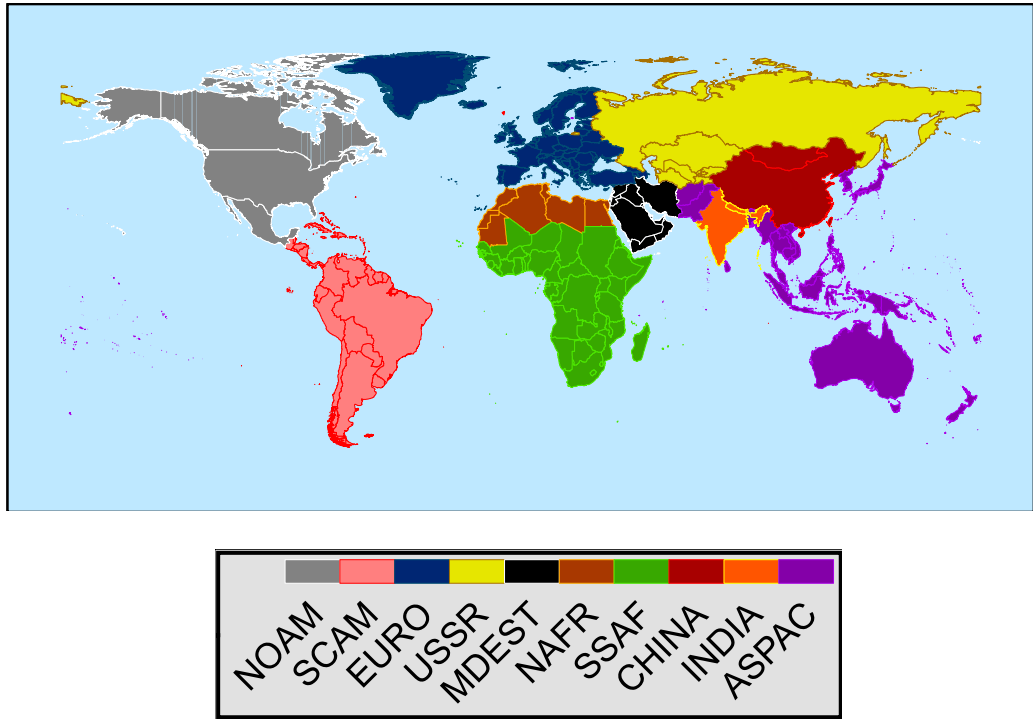 NOAM
SCAM
EURO
USSR
MDEST
NAFR
SSAF
CHINA
INDIA
ASPAC